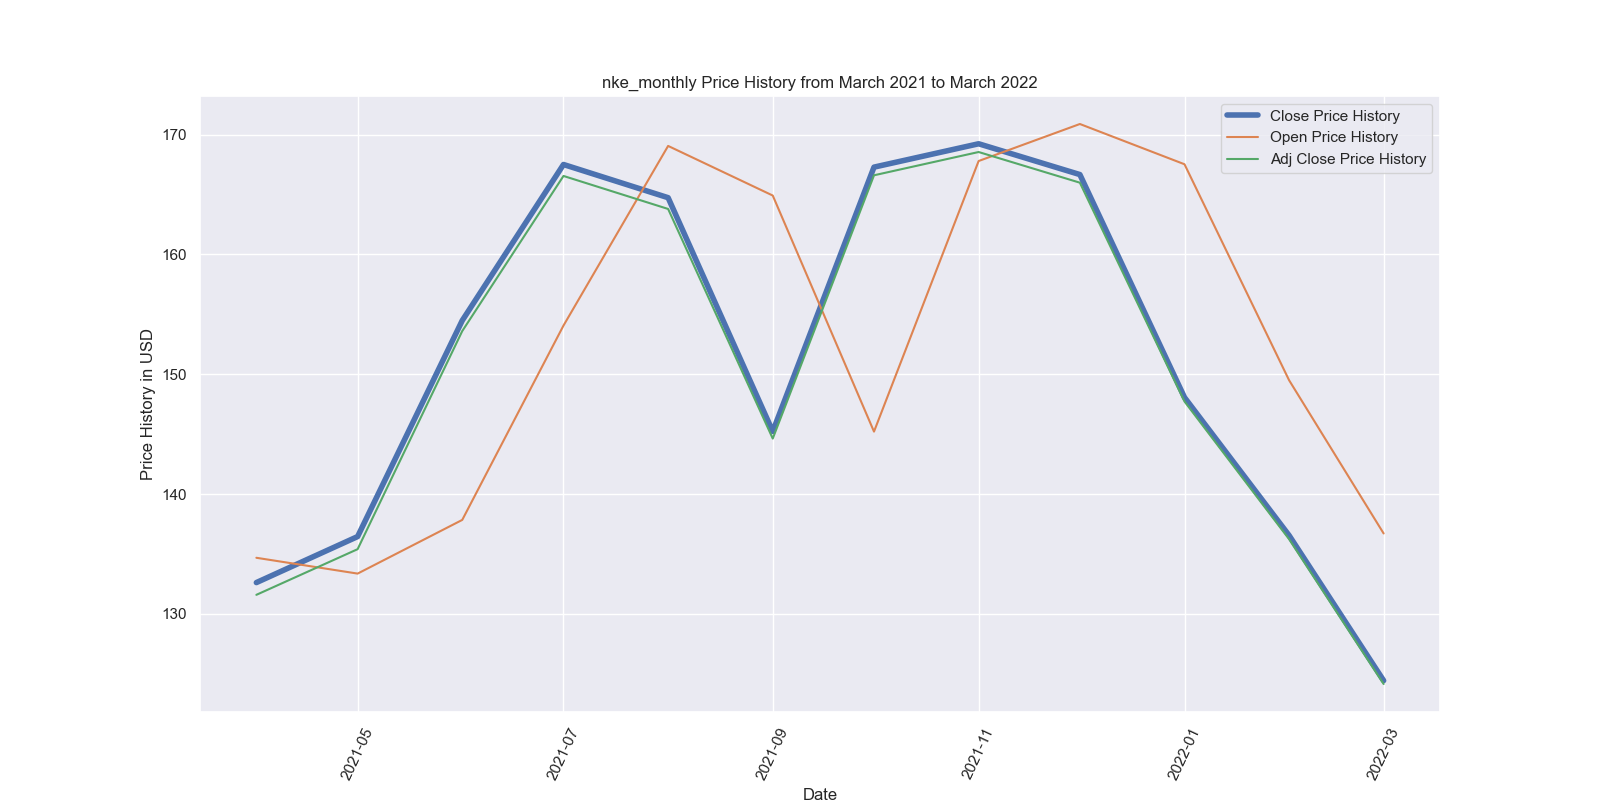 nke_monthly Price History from March 2021 to March 2022
Close Price History
Open Price History
Adj Close Price History
Price History in USD
170
160
150
140
130
2021-05
2021-07
2021-09
2021-11
2022-01
2022-03
Date